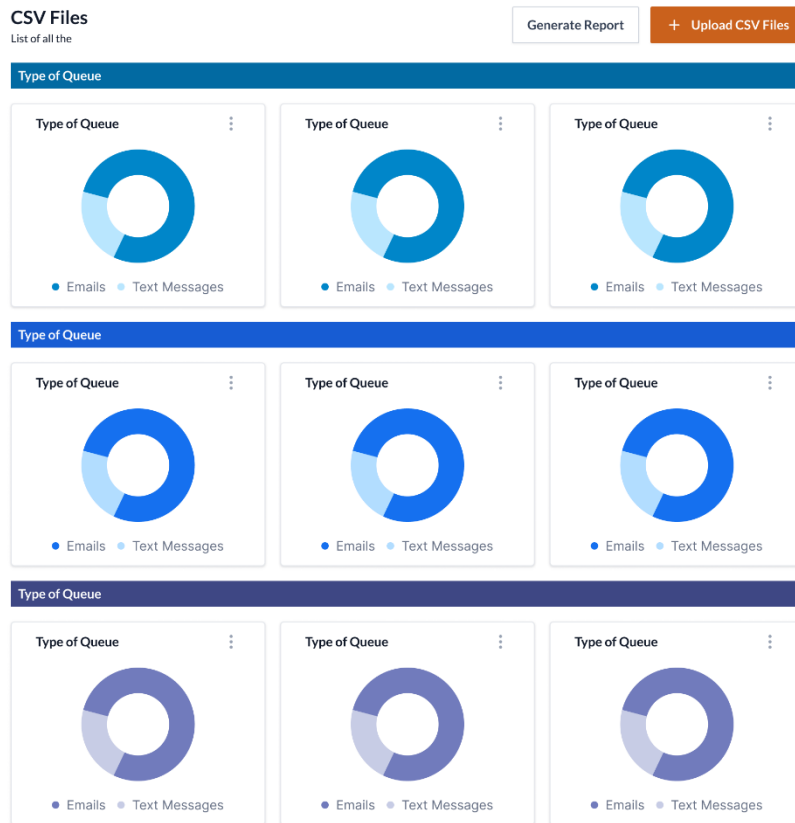 CSV Files
List of all the
Generate Report
+ Upload CSV Files
Type of Queue
Type of Queue
Type of Queue
Type of Queue
Emails Text Messages
Emails Text Messages
Emails Text Messages
Type of Queue
Type of Queue
Type of Queue
Type of Queue
Emails Text Messages
Emails Text Messages
Emails Text Messages
Type of Queue
Type of Queue
Type of Queue
Type of Queue
Emails Text Messages
Emails Text Messages
Emails Text Messages